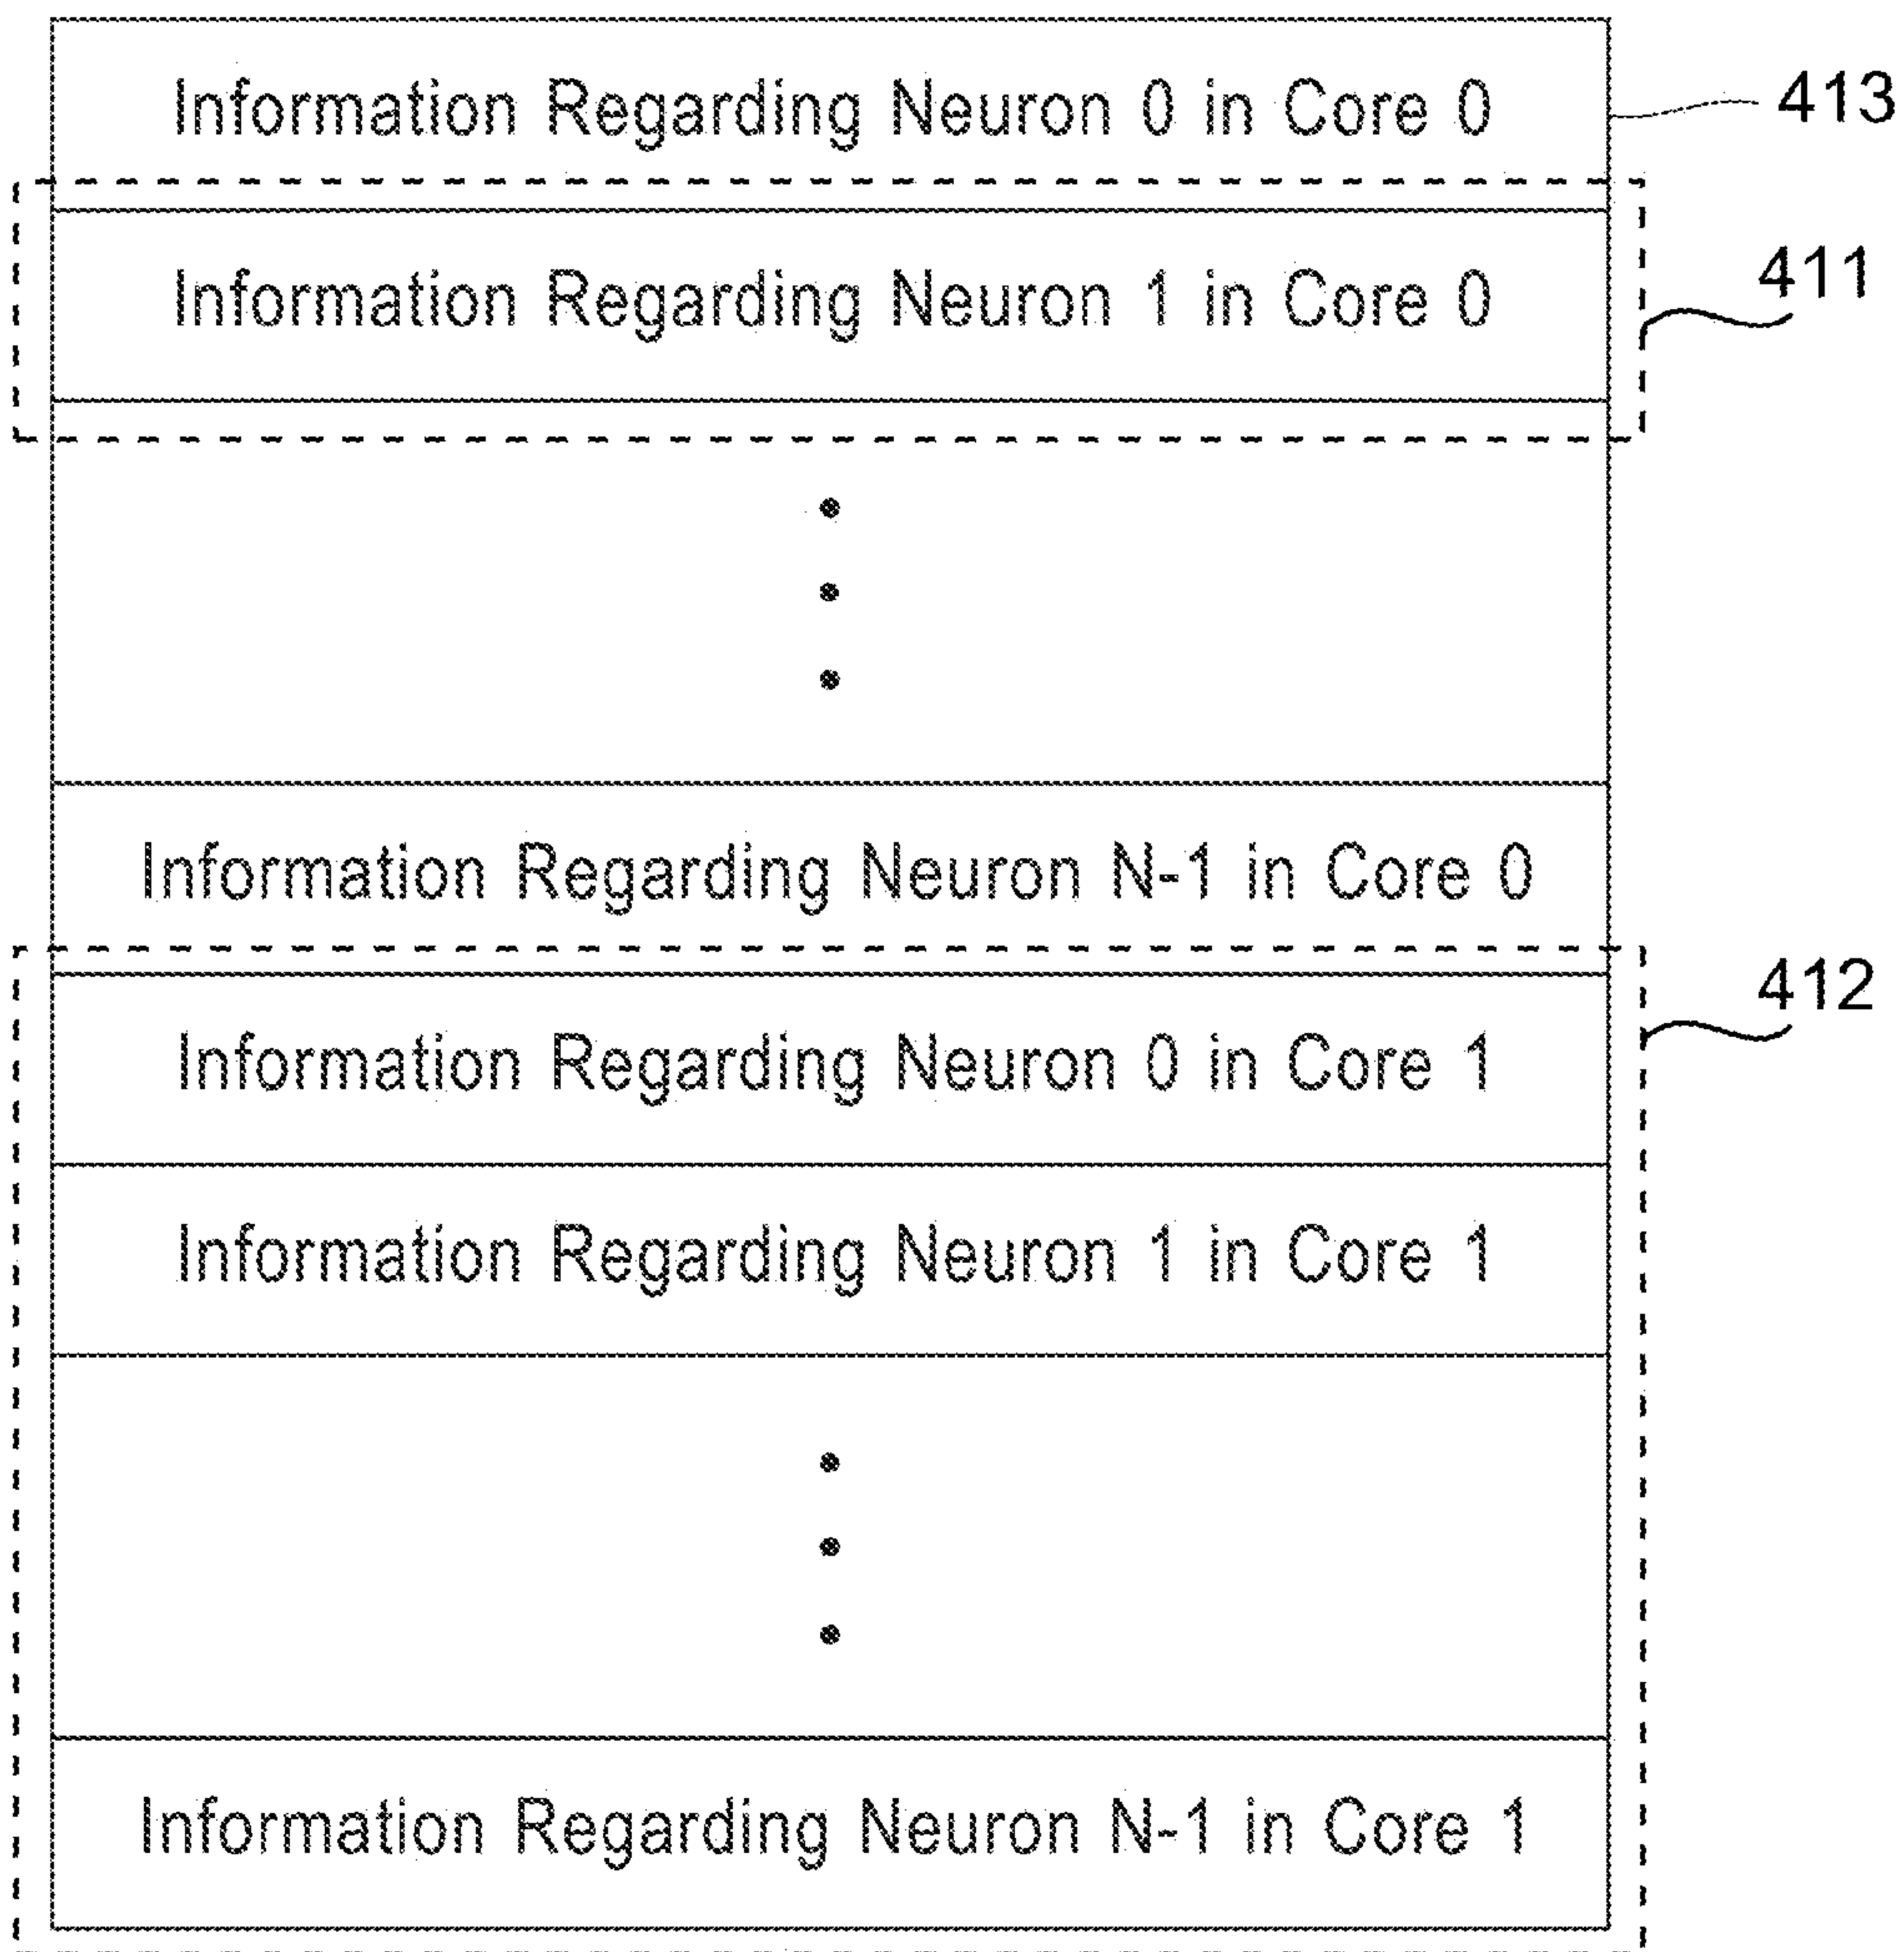 Information Regarding Neuron 0 in Core 0
413
Information Regarding Neuron 1 in Core 0
411
Information Regarding Neuron N-1 in Core 0
412
Information Regarding Neuron 0 in Core 1
Information Regarding Neuron 1 in Core 1
Information Regarding Neuron N-1 in Core 1